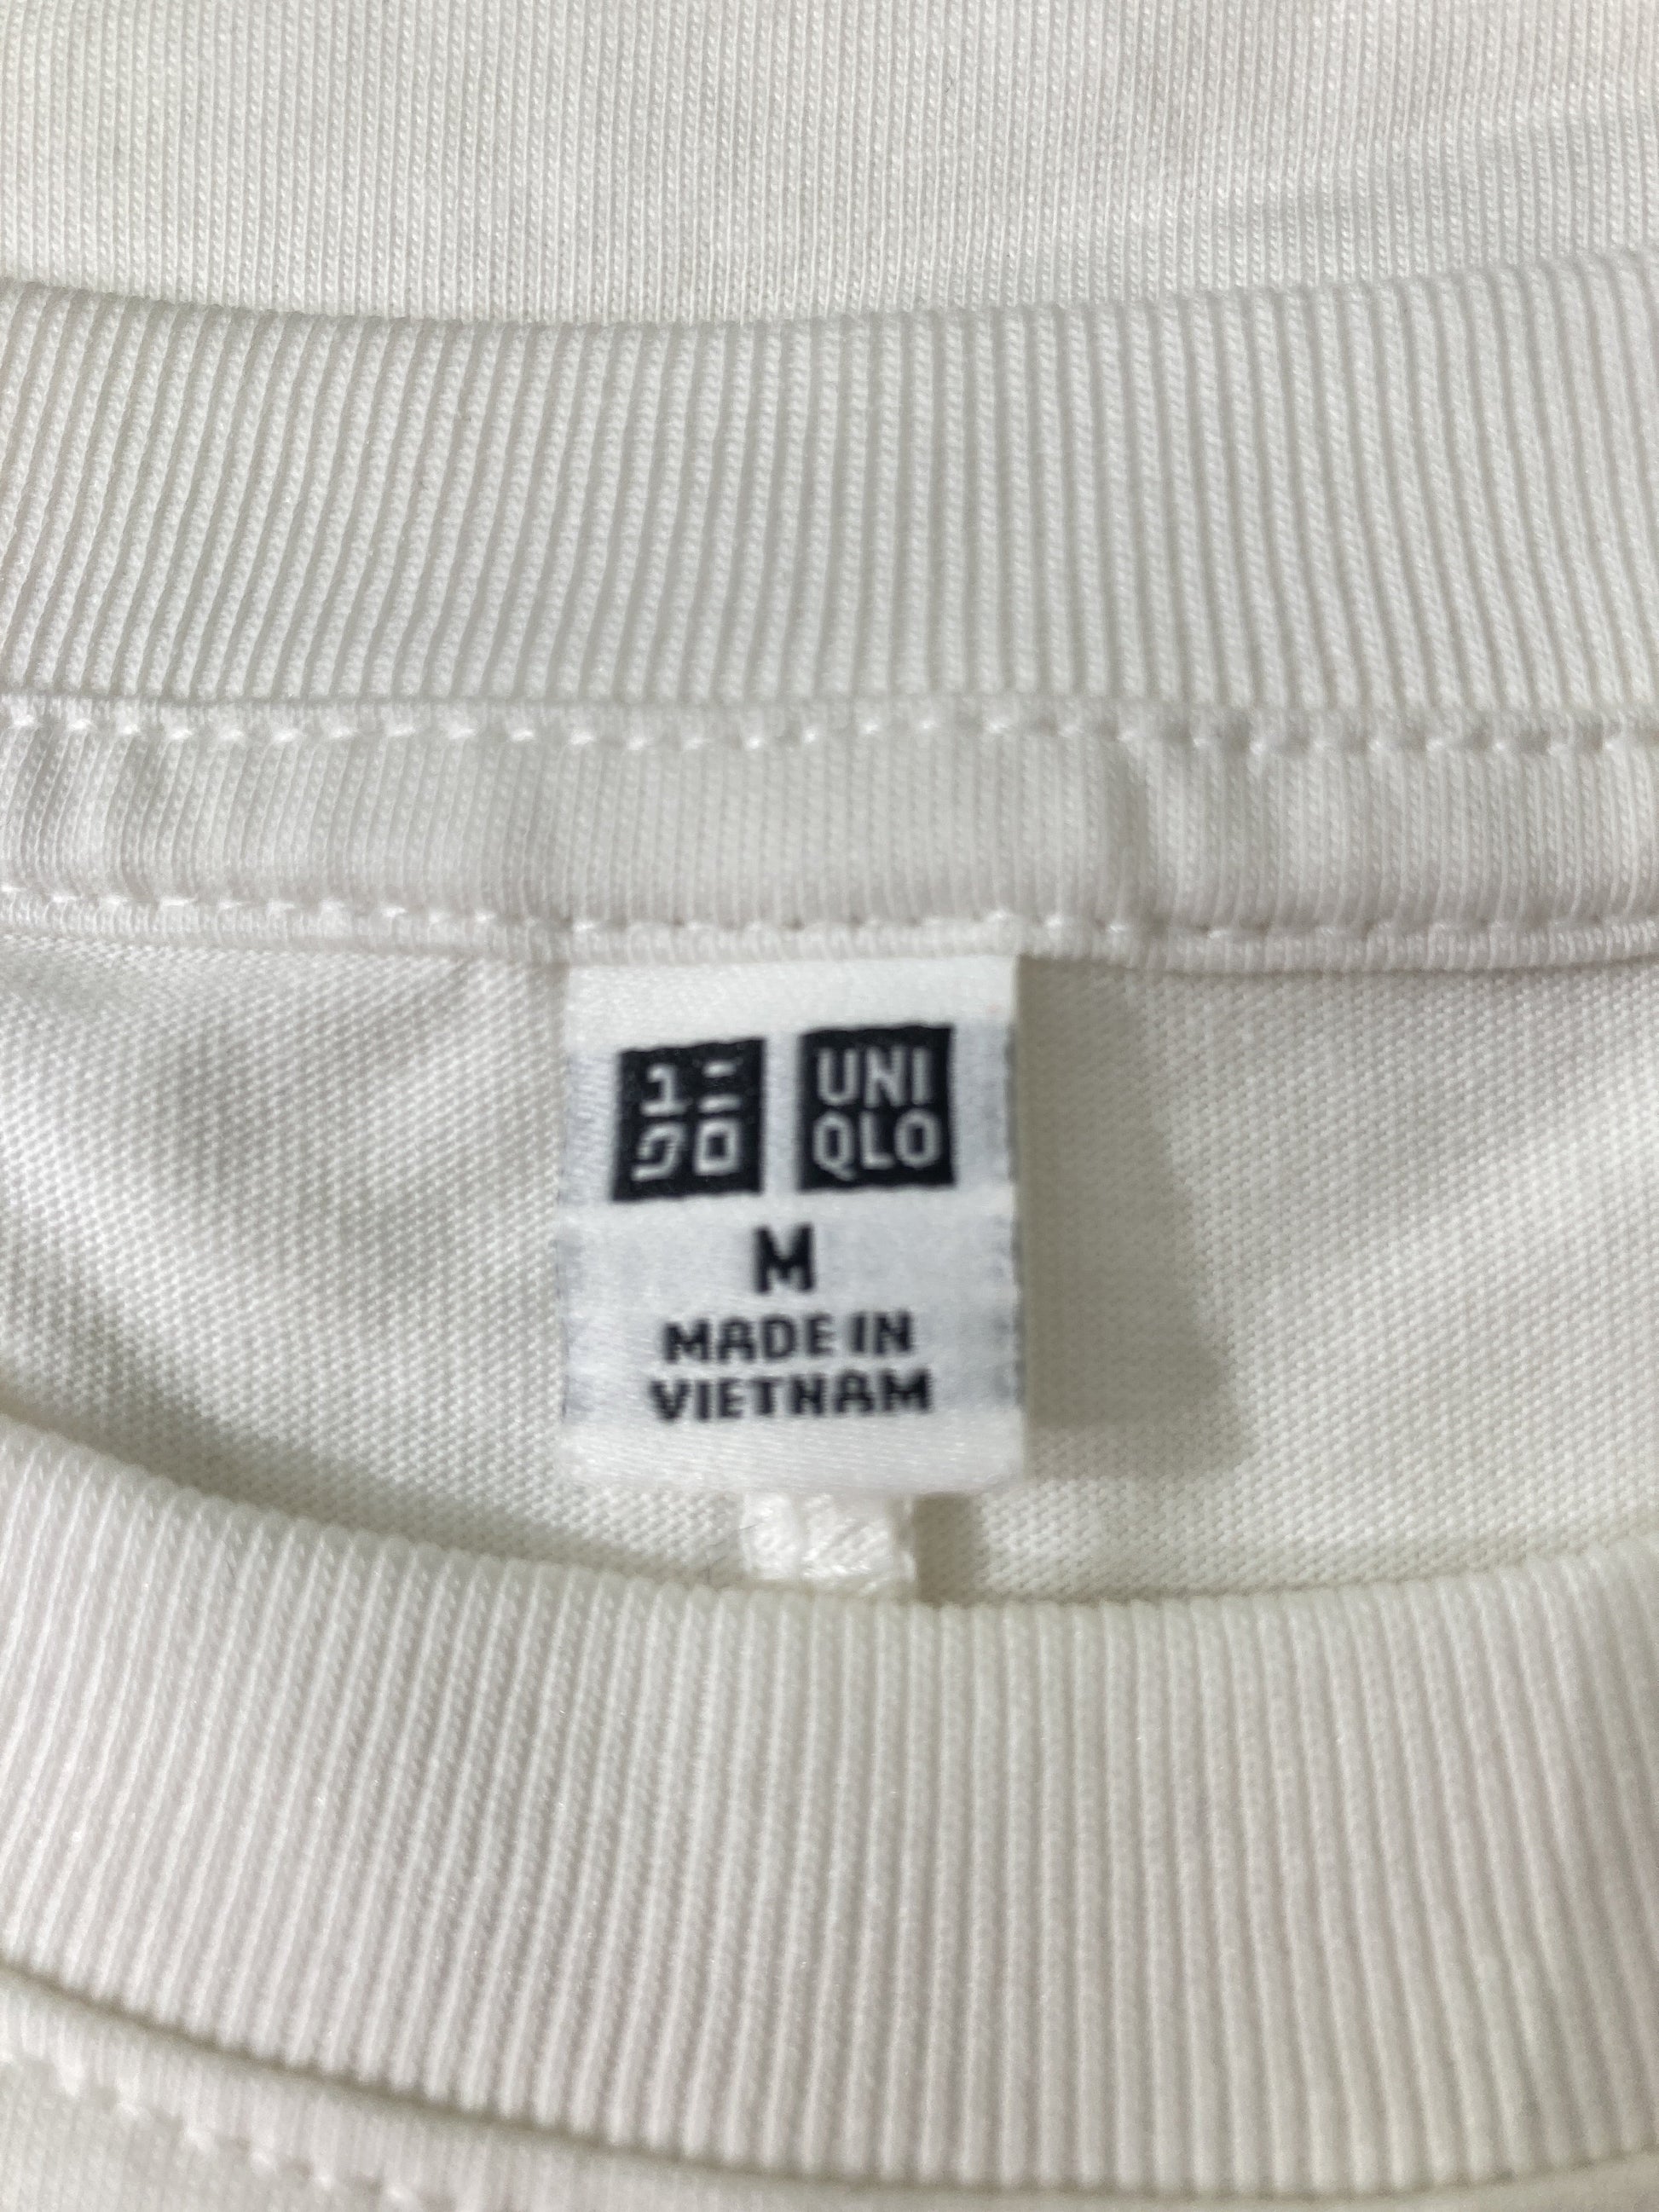 ユニ UNI
クロ QLO
M
MADE IN
VIETNAM